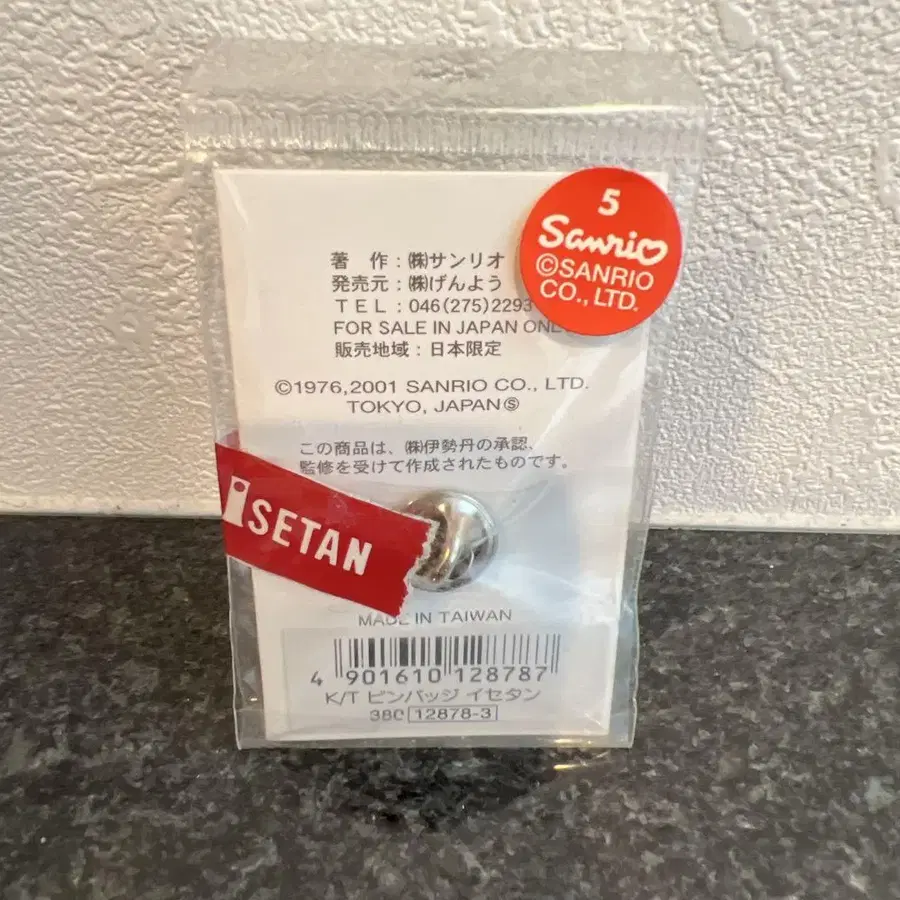 5
Sanrio
©SANRIO
CO., LTD.
著 作：㈱サンリオ
発売元：㈱げんよう
TEL：046(275)2293
FOR SALE IN JAPAN
販売地域：日本限定
©1976,2001 SANRIO CO., LTD.
TOKYO, JAPAN Ⓢ
この商品は、㈱伊勢丹の承認、
監修を受けて作成されたものです。
ISETAN
MADE IN TAIWAN
4 901610 128787
K/T ピンバッジ イセタン
380 12878-3